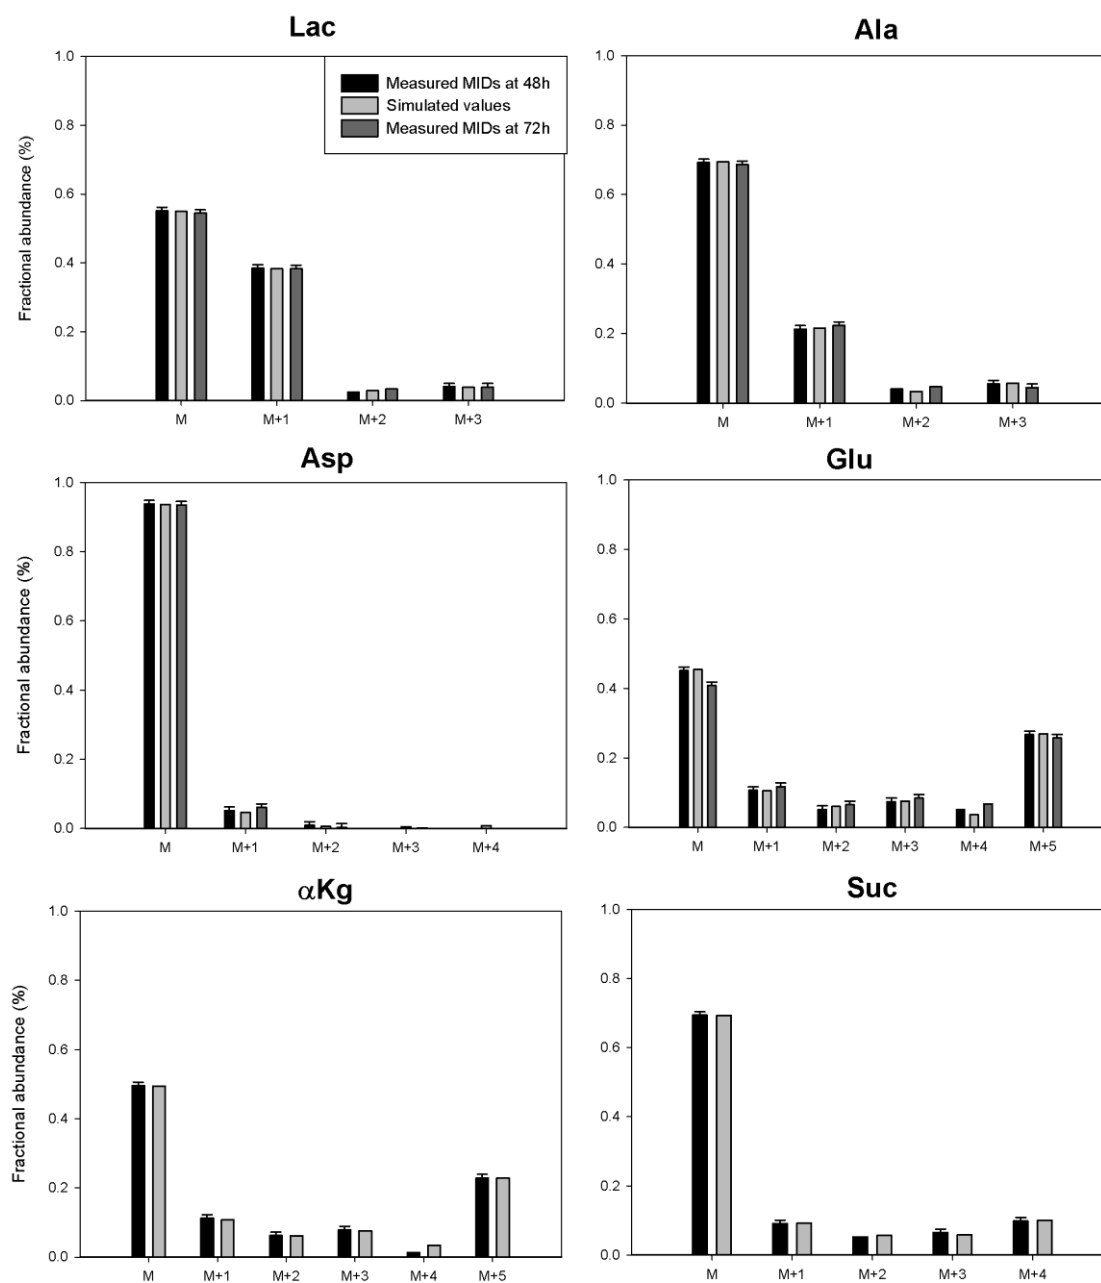 Lac
Ala
1.0
0.8
0.6
0.4
0.2
0.0
Fractional abundance (%)
Measured MIDs at 48h
Simulated values
Measured MIDs at 72h
M M+1 M+2 M+3
1.0
0.8
0.6
0.4
0.2
0.0
M M+1 M+2 M+3
Asp
Glu
1.0
0.8
0.6
0.4
0.2
0.0
Fractional abundance (%)
M M+1 M+2 M+3 M+4
1.0
0.8
0.6
0.4
0.2
0.0
M M+1 M+2 M+3 M+4 M+5
αKg
Suc
1.0
0.8
0.6
0.4
0.2
0.0
Fractional abundance (%)
M M+1 M+2 M+3 M+4 M+5
1.0
0.8
0.6
0.4
0.2
0.0
M M+1 M+2 M+3 M+4